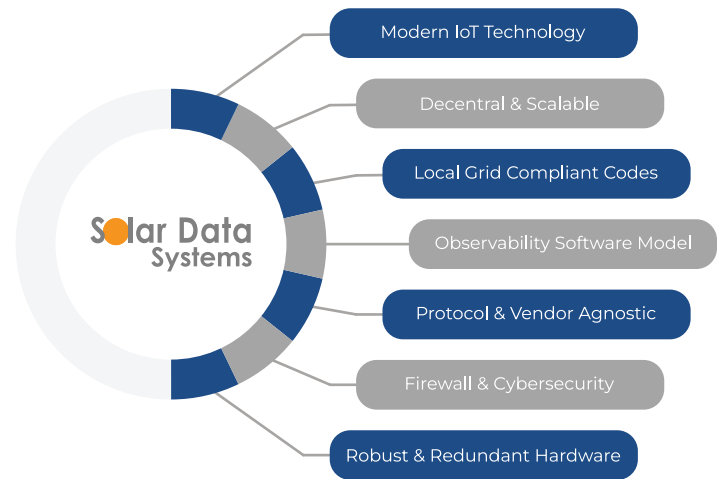 Modern IoT Technology
Decentral & Scalable
Local Grid Compliant Codes
Solar Data
Systems
Observability Software Model
Protocol & Vendor Agnostic
Firewall & Cybersecurity
Robust & Redundant Hardware